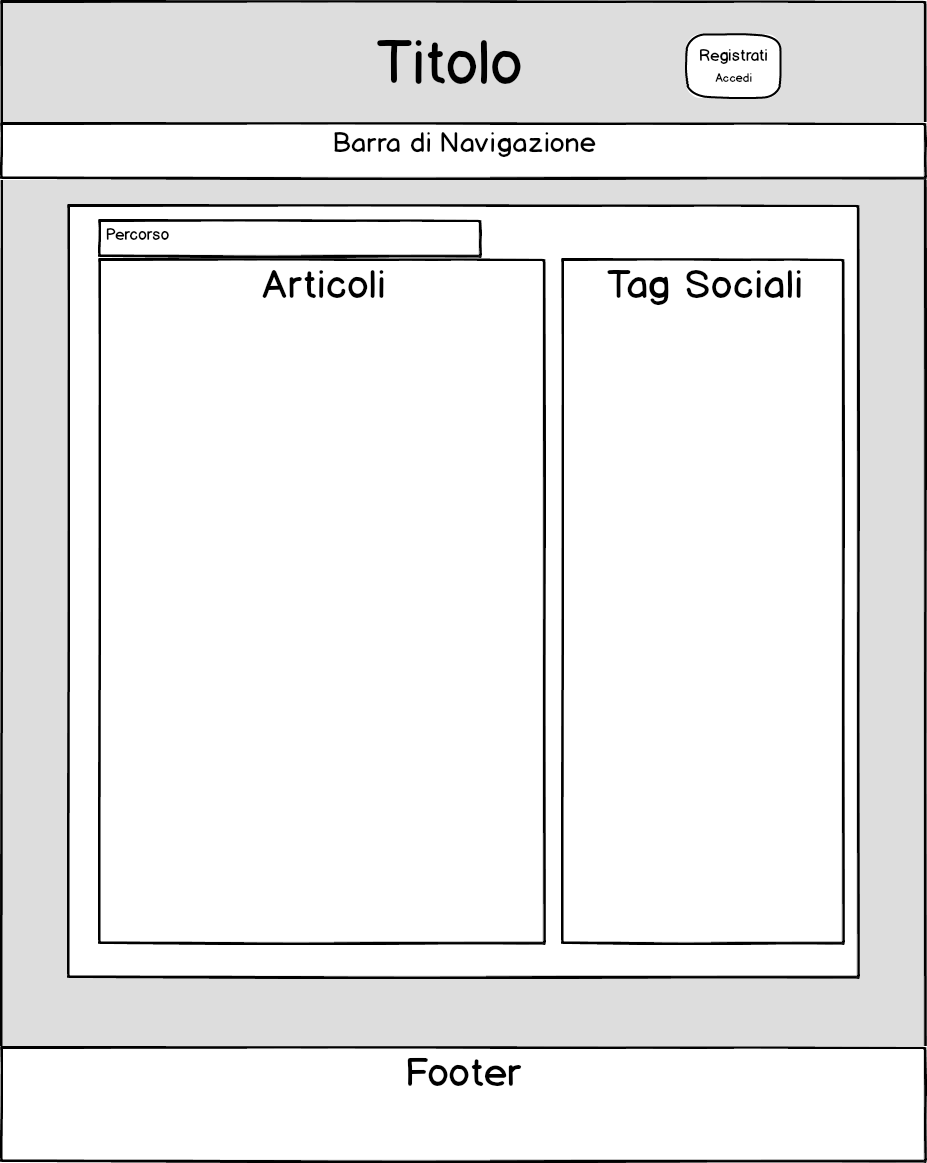 Titolo
Registrati
Accedi
Barra di Navigazione
Percorso
Articoli
Tag Sociali
Footer